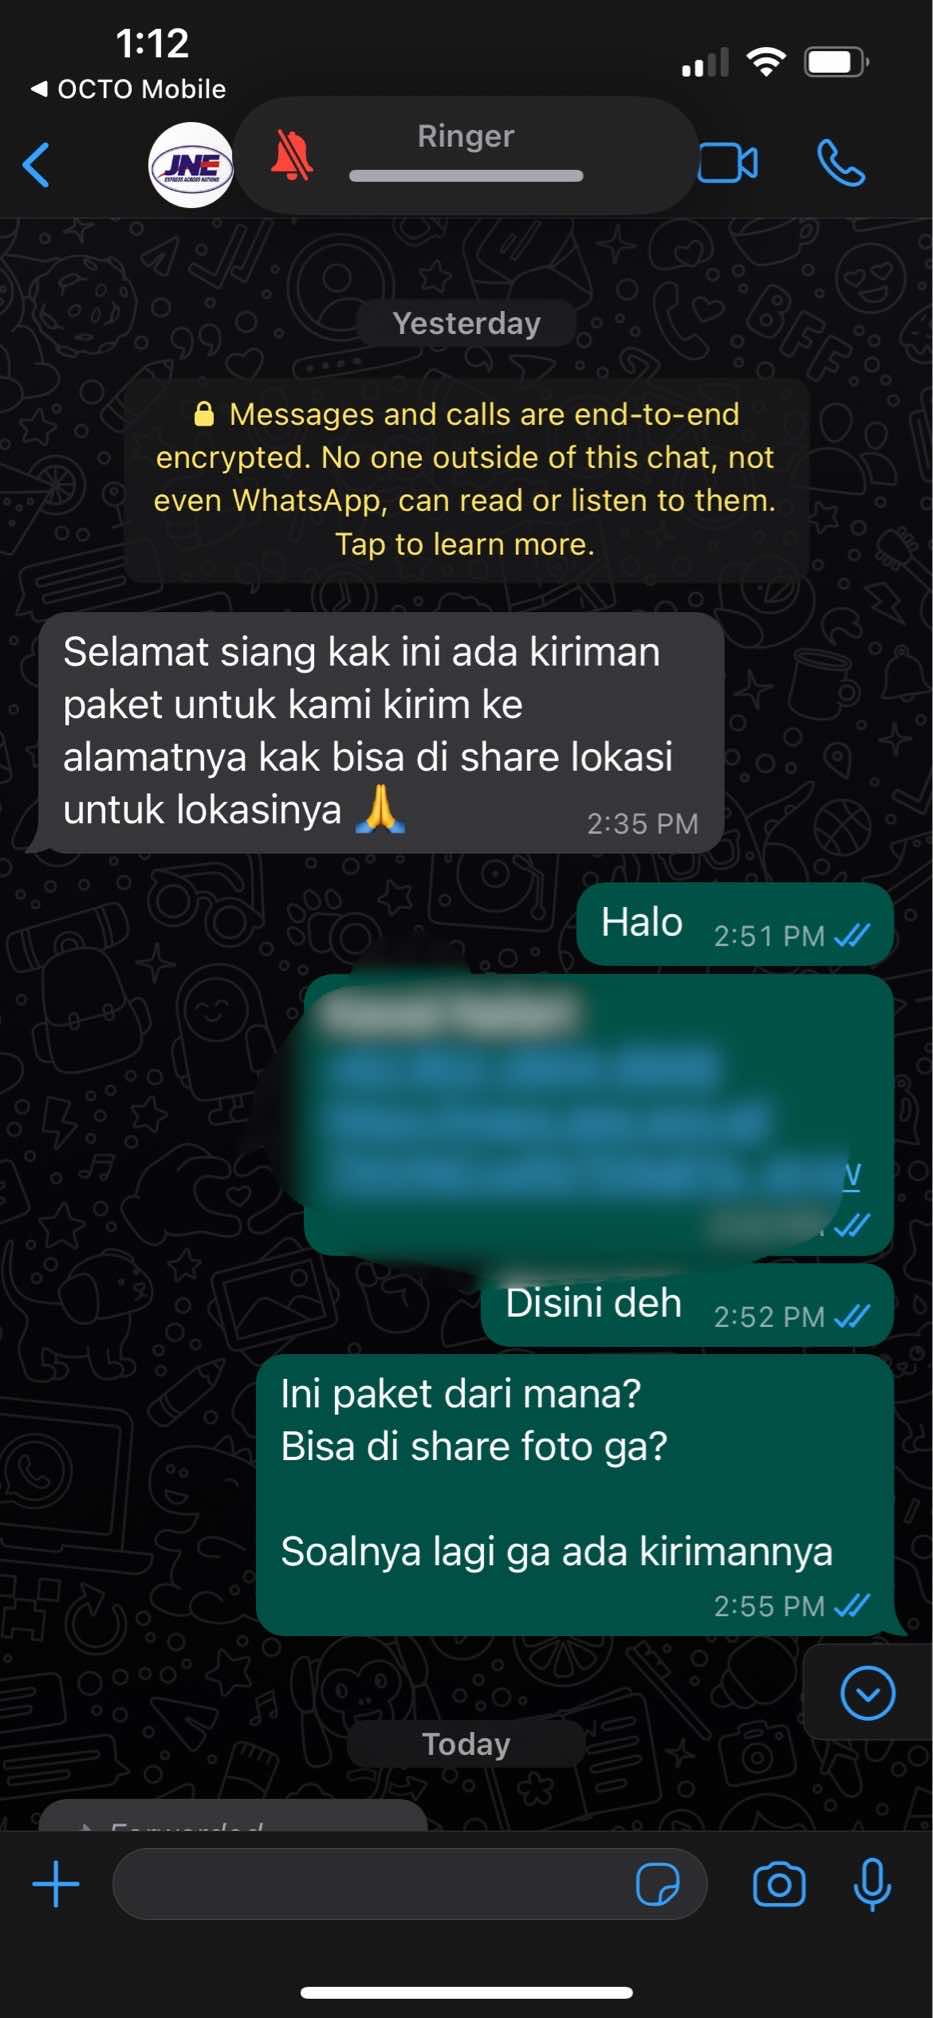 1:12
OCTO Mobile
JNE
EXPRESS ACROSS NATIONS
Ringer
Yesterday
Messages and calls are end-to-end
encrypted. No one outside of this chat, not
even WhatsApp, can read or listen to them.
Tap to learn more.
Selamat siang kak ini ada kiriman
paket untuk kami kirim ke
alamatnya kak bisa di share lokasi
untuk lokasinya 🙏
2:35 PM
Halo
2:51 PM
Disini deh
2:52 PM
Ini paket dari mana?
Bisa di share foto ga?
Soalnya lagi ga ada kirimannya
2:55 PM
Today
Forwarded